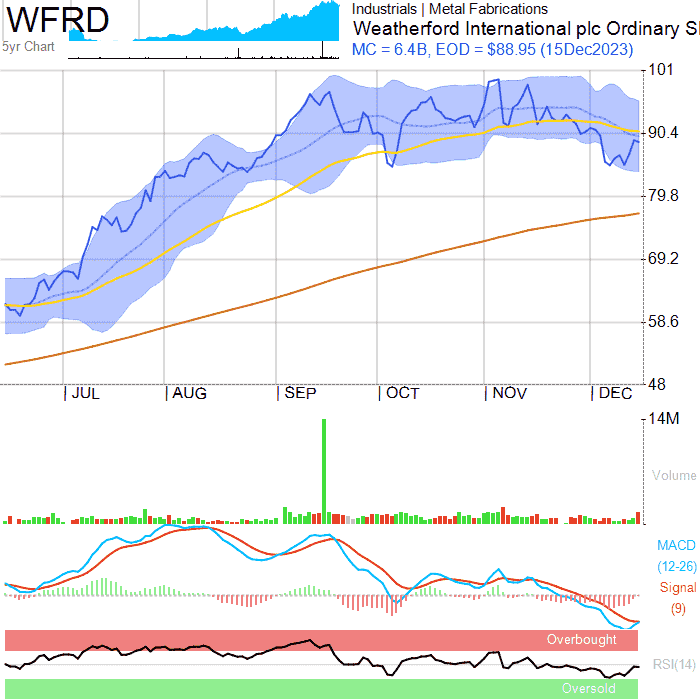 WFRD
5yr Chart
Industrials | Metal Fabrications
Weatherford International plc Ordinary S
MC = 6.4B, EOD = $88.95 (15Dec2023)
101
90.4
79.8
69.2
58.6
48
JUL AUG SEP OCT NOV DEC
14M
Volume
MACD
(12-26)
Signal
(9)
Overbought
RSI(14)
Oversold